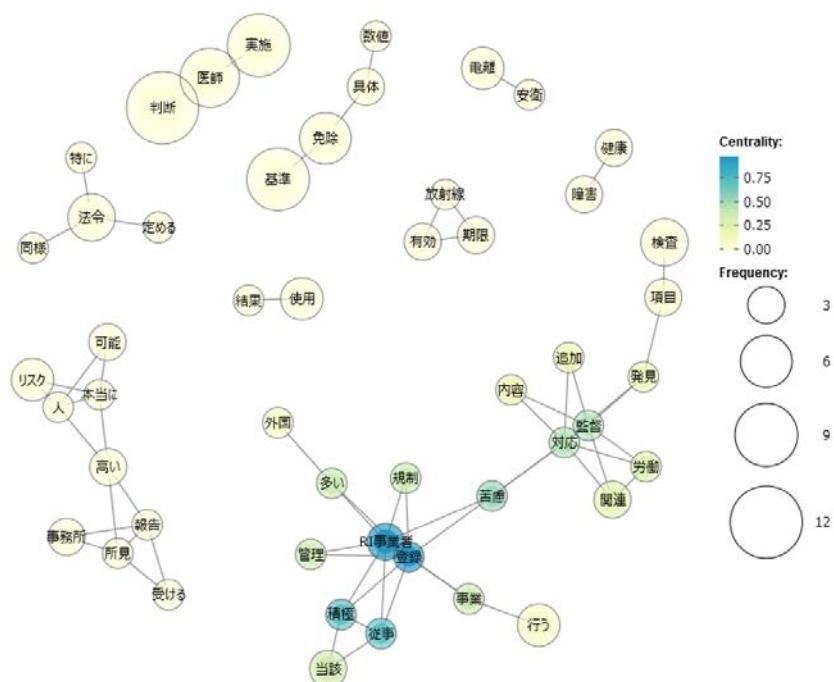 実施
数値
医師
電離
具体
安衛
判断
免除
Centrality:
健康
特に
0.75
基準
放射線
障害
0.50
0.25
法令
定める
期限
検査
0.00
同様
有効
Frequency:
結果
使用
項目
3
可能
追加
リスク
本当に
発見
6
人
内容
外国
監督
対応
高い
労働
9
多い
規制
苦慮
関連
報告
事務所
RI事業者
12
所見
管理
登録
受ける
事業
積極
行う
従事
当該